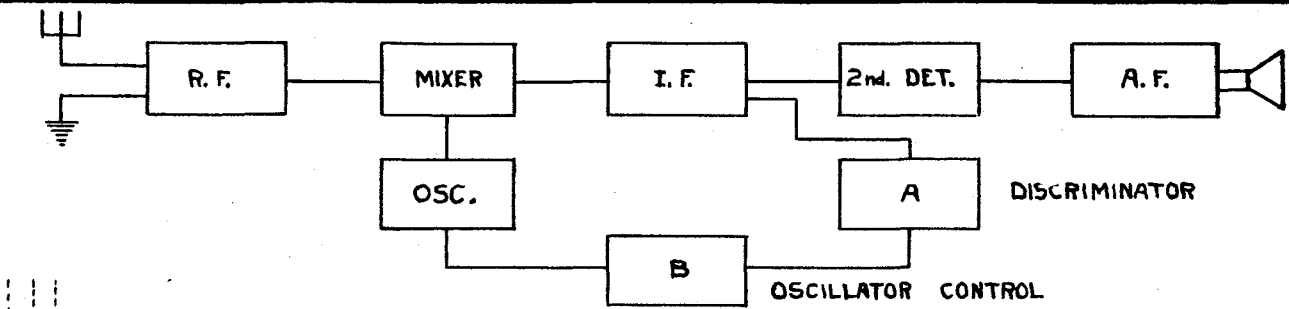 R.F.
MIXER
I.F.
2nd. DET.
A.F.
OSC.
A
DISCRIMINATOR
B
OSCILLATOR CONTROL